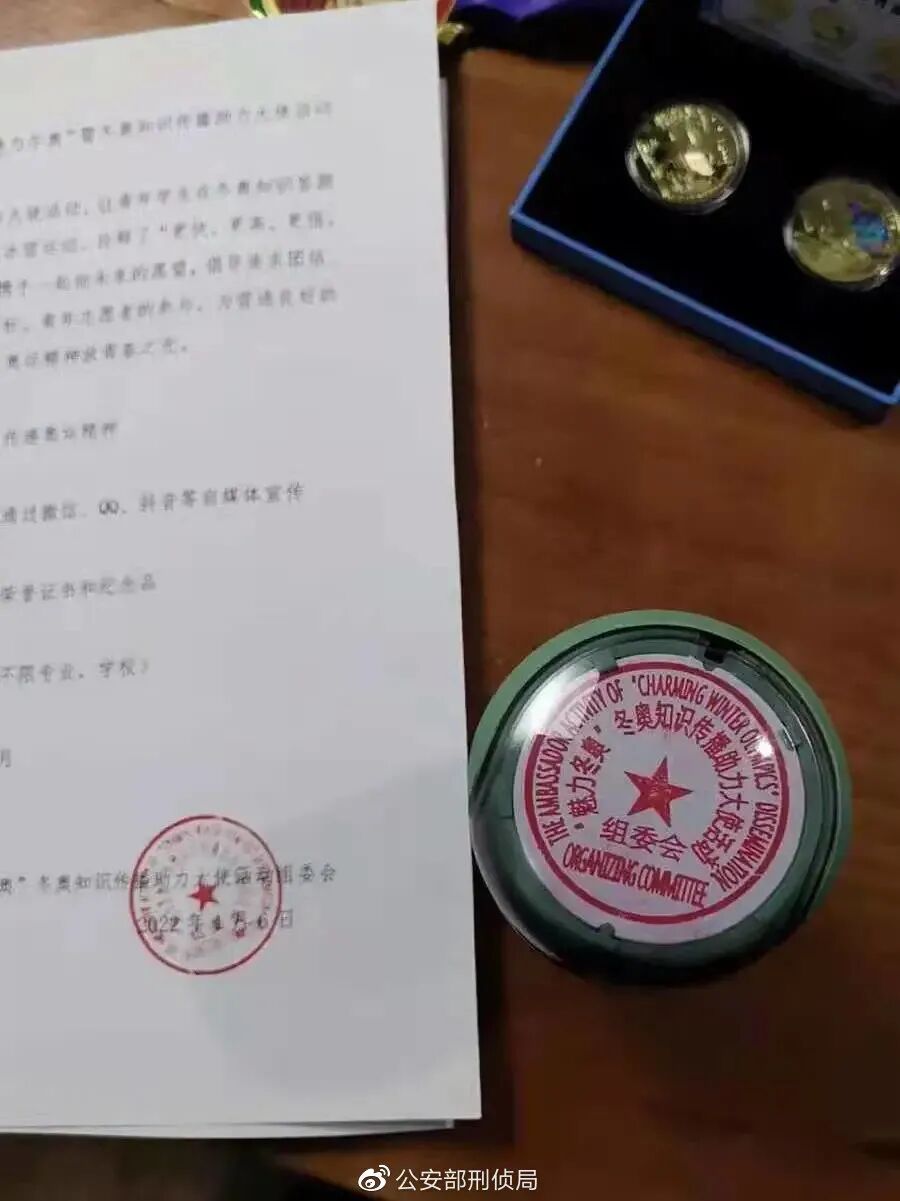 力冬奥”暨冬奥知识传播助力大使活动
大使活动，让青年学生在冬奥知识答题
冰雪运动，诠释了“更快、更高、更强、
携手一起向未来的愿望，倡导追求团结
青年志愿者的参与，为营造良好的
奥运精神放青春之光。
传递奥运精神
通过微信、QQ、抖音等自媒体宣传
荣誉证书和纪念品
不限专业、学校）
月
奥”冬奥知识传播助力大使活动组委会
2022年1月6日
THE AMBASSADOR ACTIVITY OF "CHARMING WINTER OLYMPICS" DISSEMINATION
“魅力冬奥”冬奥知识传播助力大使活动
组委会
ORGANIZING COMMITTEE
公安部刑侦局